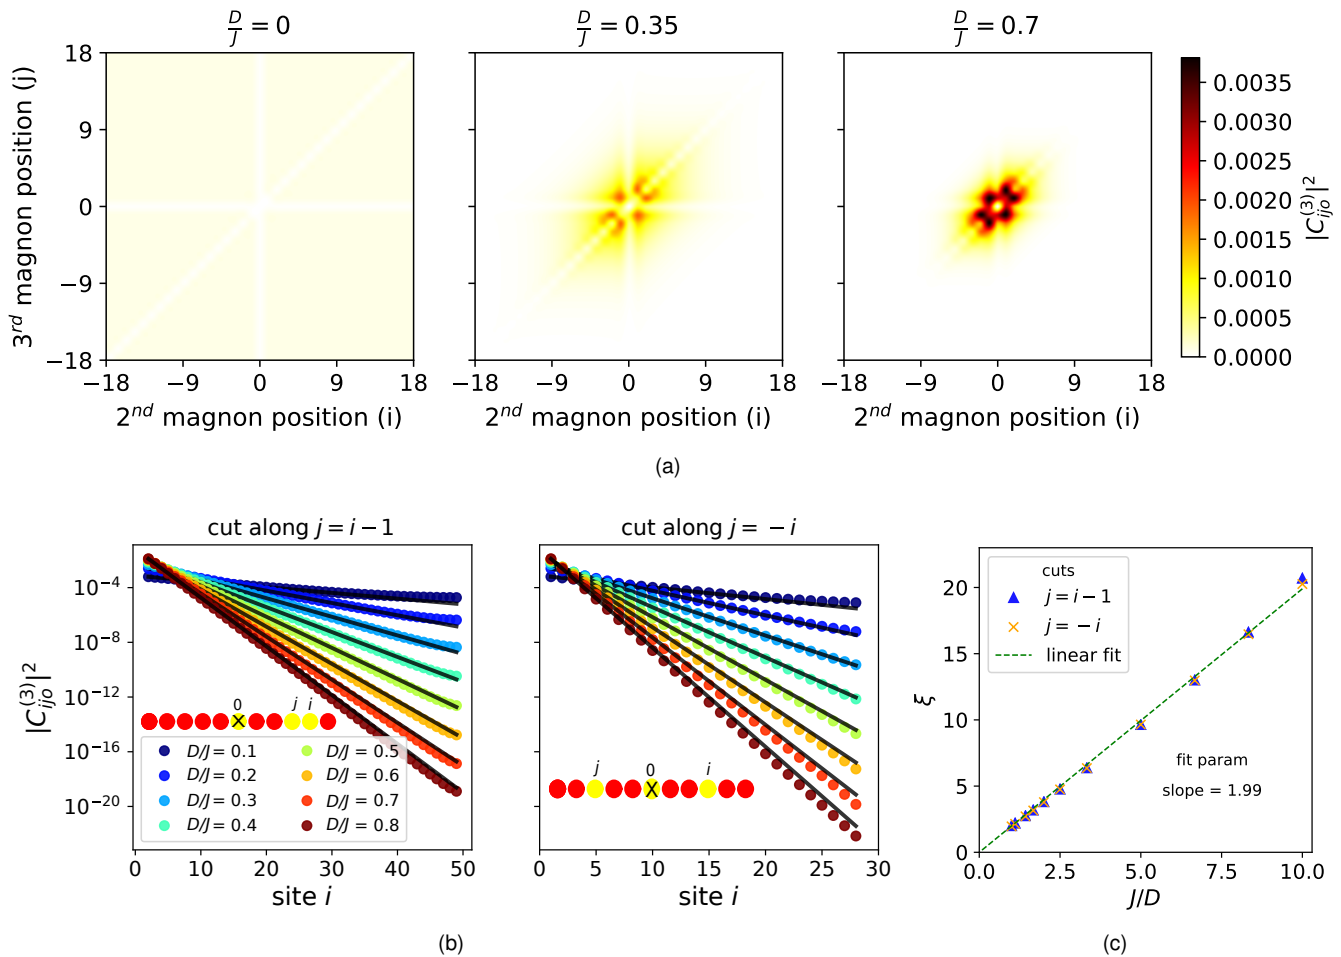 D/J = 0
D/J = 0.35
D/J = 0.7
18
9
0
−9
−18
3rd magnon position (j)
−18 −9 0 9 18
2nd magnon position (i)
−9 0 9 18
2nd magnon position (i)
−9 0 9 18
2nd magnon position (i)
0.0035
0.0030
0.0025
0.0020
0.0015
0.0010
0.0005
0.0000
|C_{ijo}^{(3)}|^2
(a)
cut along j = i − 1
10^{−4}
10^{−8}
10^{−12}
10^{−16}
10^{−20}
|C_{ijo}^{(3)}|^2
0 j i
X
D/J = 0.1
D/J = 0.2
D/J = 0.3
D/J = 0.4
D/J = 0.5
D/J = 0.6
D/J = 0.7
D/J = 0.8
0 10 20 30 40 50
site i
cut along j = − i
j 0 i
X
0 5 10 15 20 25 30
site i
(b)
cuts
j = i − 1
j = − i
linear fit
20
15
10
5
0
ξ
fit param
slope = 1.99
0.0 2.5 5.0 7.5 10.0
J/D
(c)